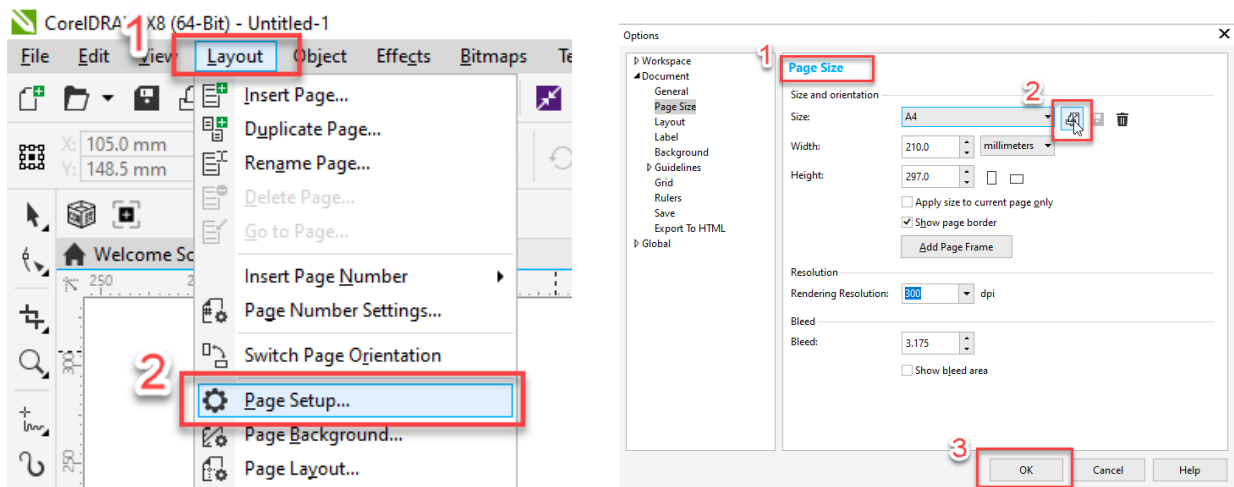 CorelDRAW X8 (64-Bit) - Untitled-1
1
File Edit View Layout Object Effects Bitmaps Te
Insert Page...
Duplicate Page...
X: 105.0 mm
Y: 148.5 mm
Rename Page...
Delete Page...
Go to Page...
Welcome Sc
250 2
Insert Page Number
Page Number Settings...
300
Switch Page Orientation
2
Page Setup...
Page Background...
250
Page Layout...
Options
X
Workspace
Document
General
Page Size
Layout
Label
Background
Guidelines
Grid
Rulers
Save
Export To HTML
Global
1
Page Size
Size and orientation
2
Size: A4
Width: 210.0 millimeters
Height: 297.0
Apply size to current page only
Show page border
Add Page Frame
Resolution
Rendering Resolution: 300 dpi
Bleed
Bleed: 3.175
Show bleed area
3
OK Cancel Help